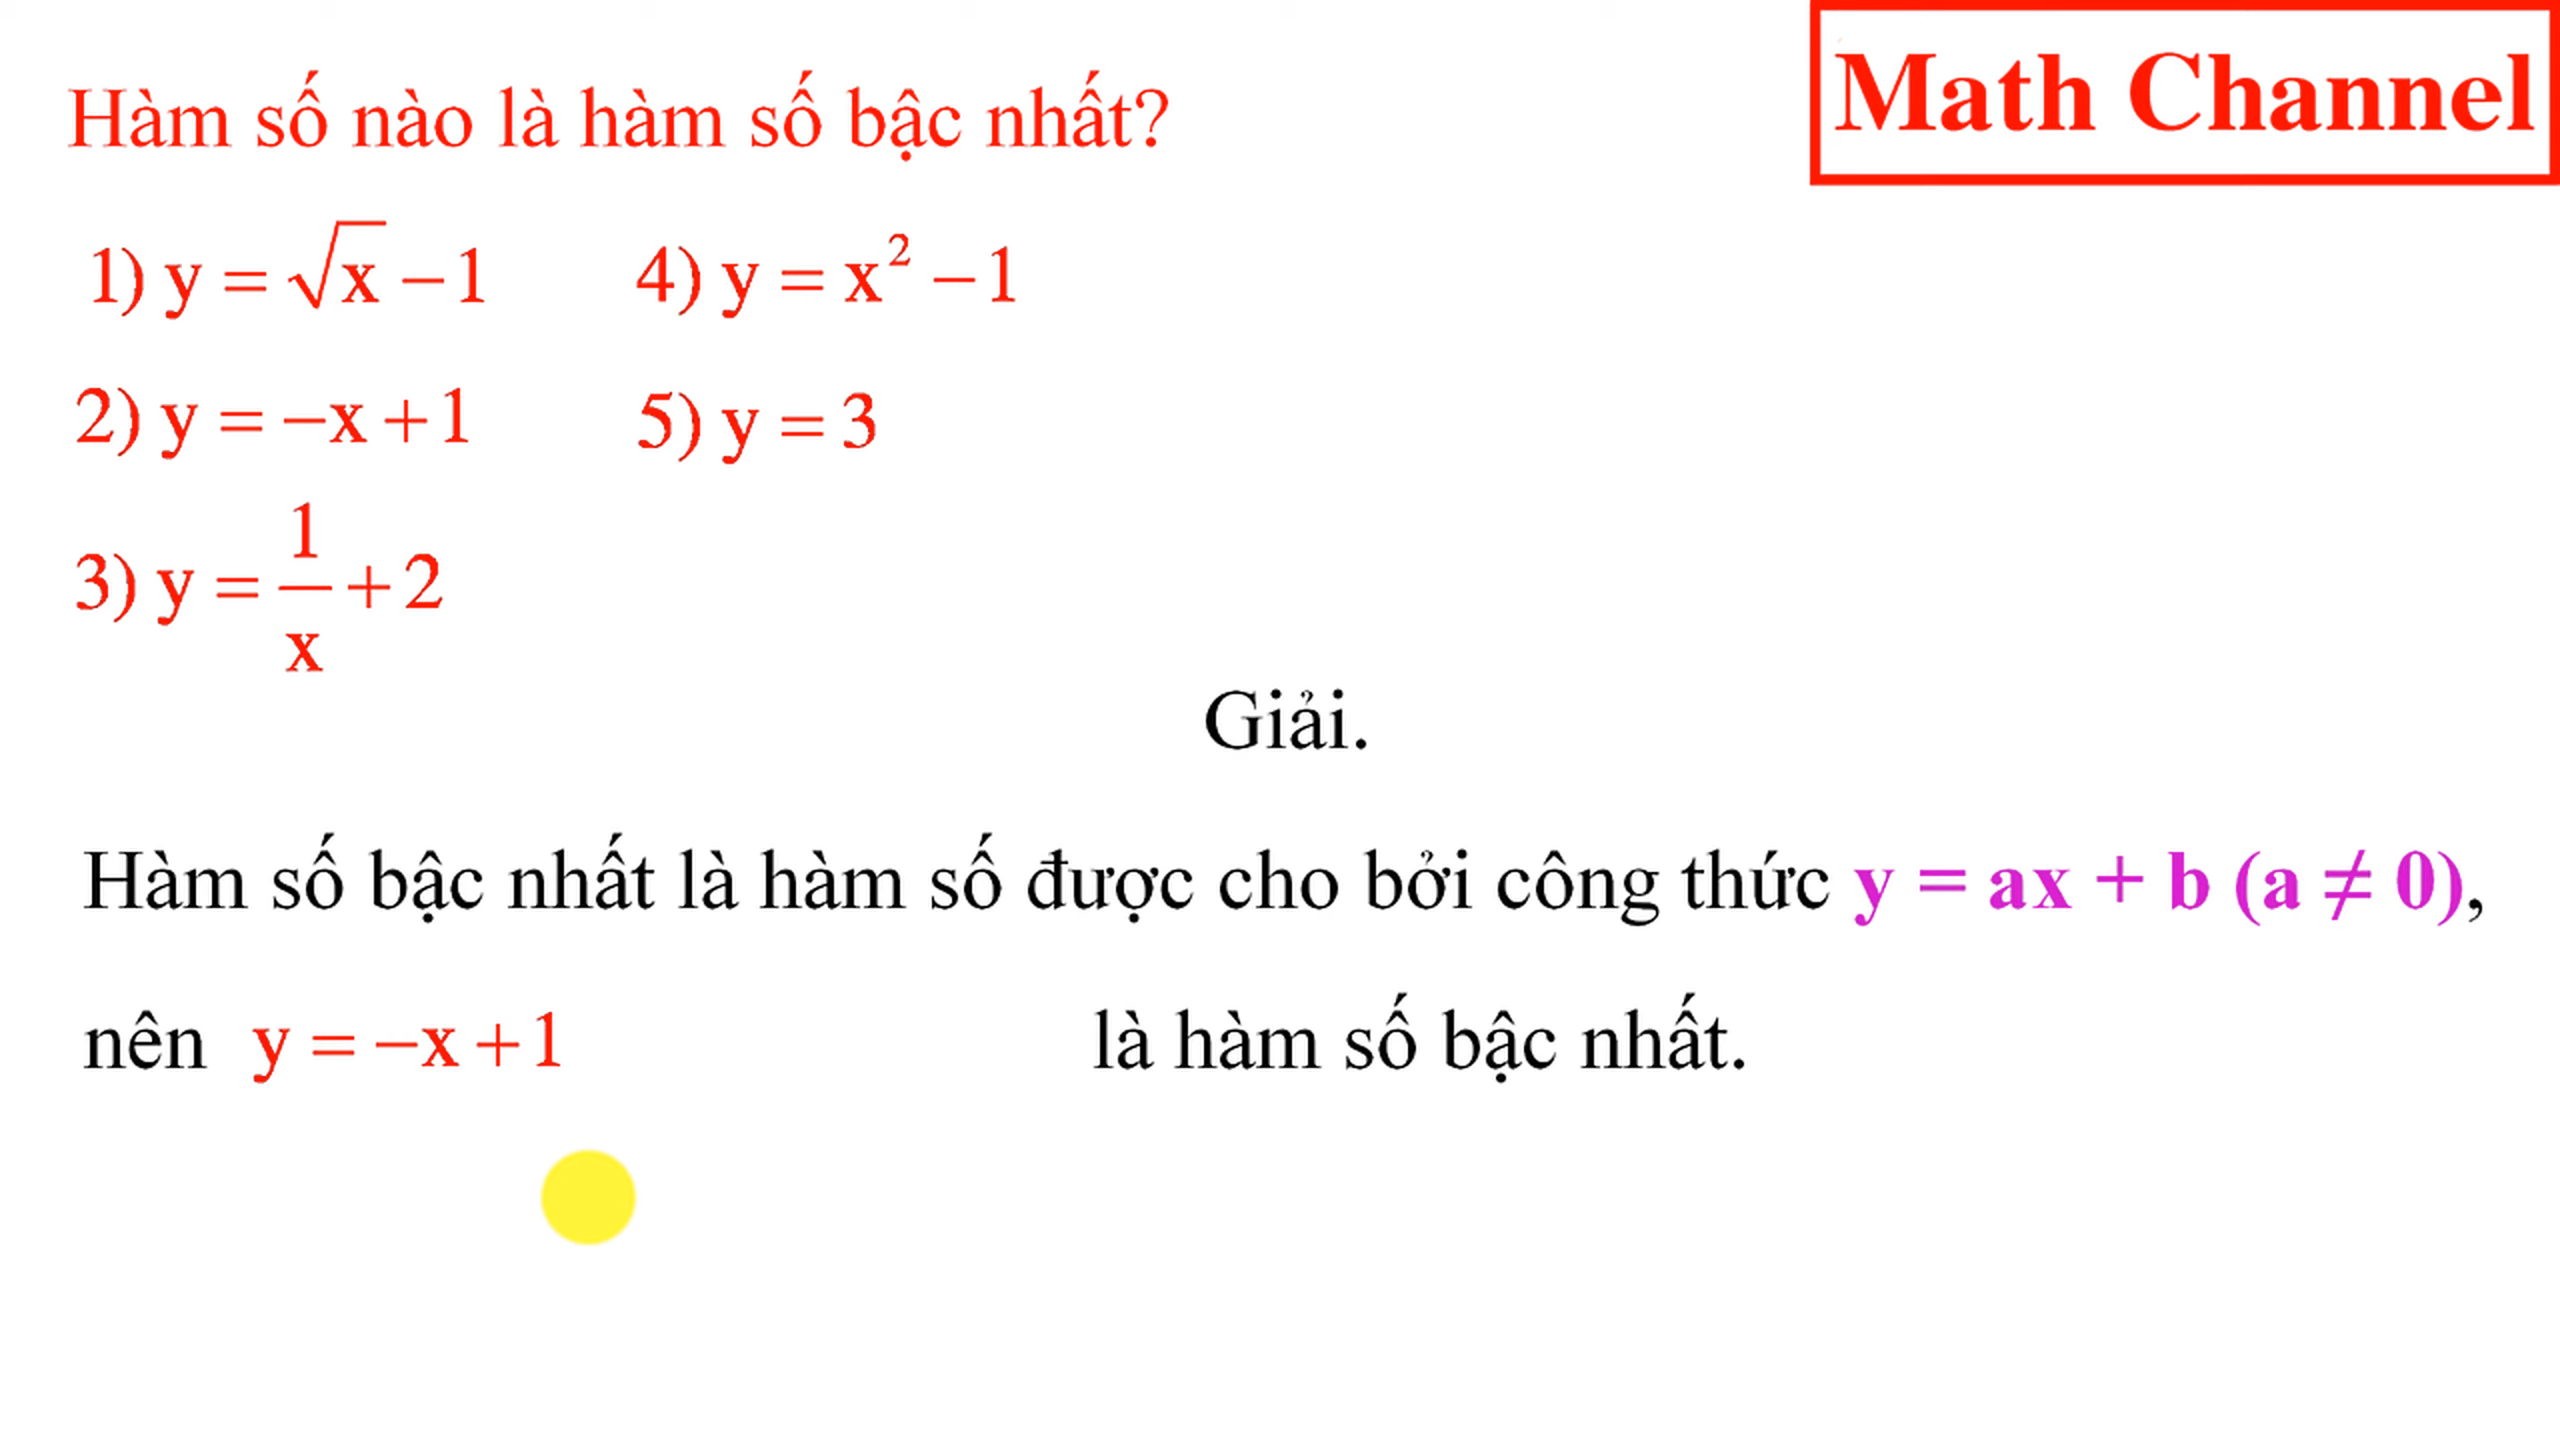 Math Channel
Hàm số nào là hàm số bậc nhất?
1) y = √x − 1
4) y = x² − 1
2) y = −x + 1
5) y = 3
3) y = 1/x + 2
Giải.
Hàm số bậc nhất là hàm số được cho bởi công thức y = ax + b (a ≠ 0),
nên y = −x + 1 là hàm số bậc nhất.